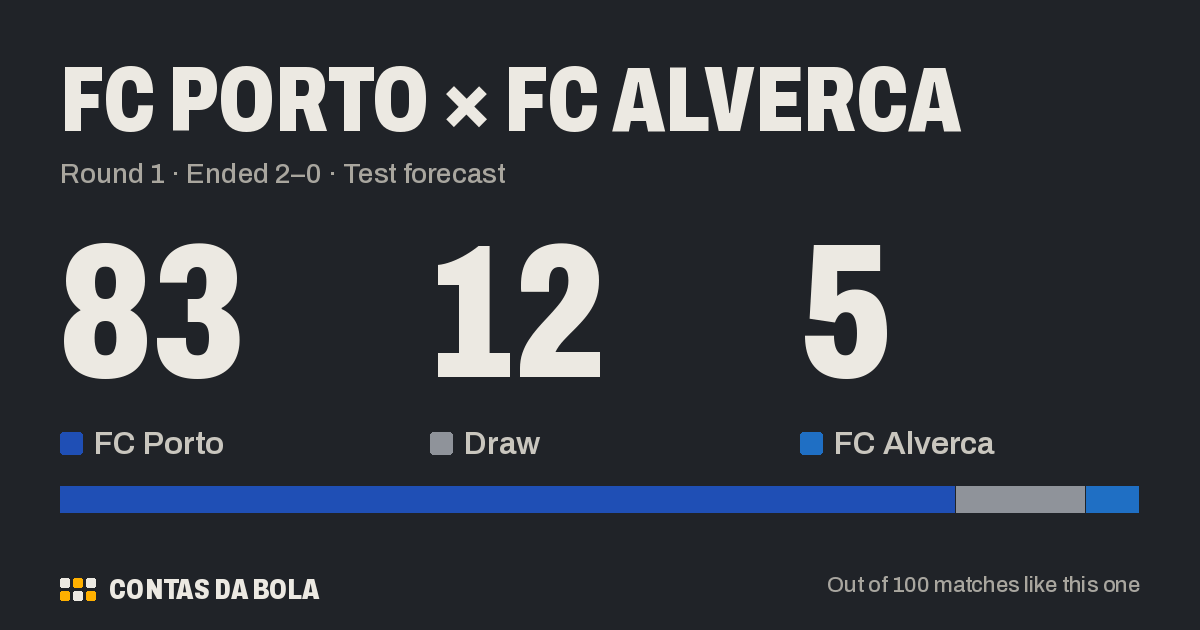 FC PORTO × FC ALVERCA
Round 1 · Ended 2–0 · Test forecast
83 12 5
FC Porto Draw FC Alverca
CONTAS DA BOLA
Out of 100 matches like this one